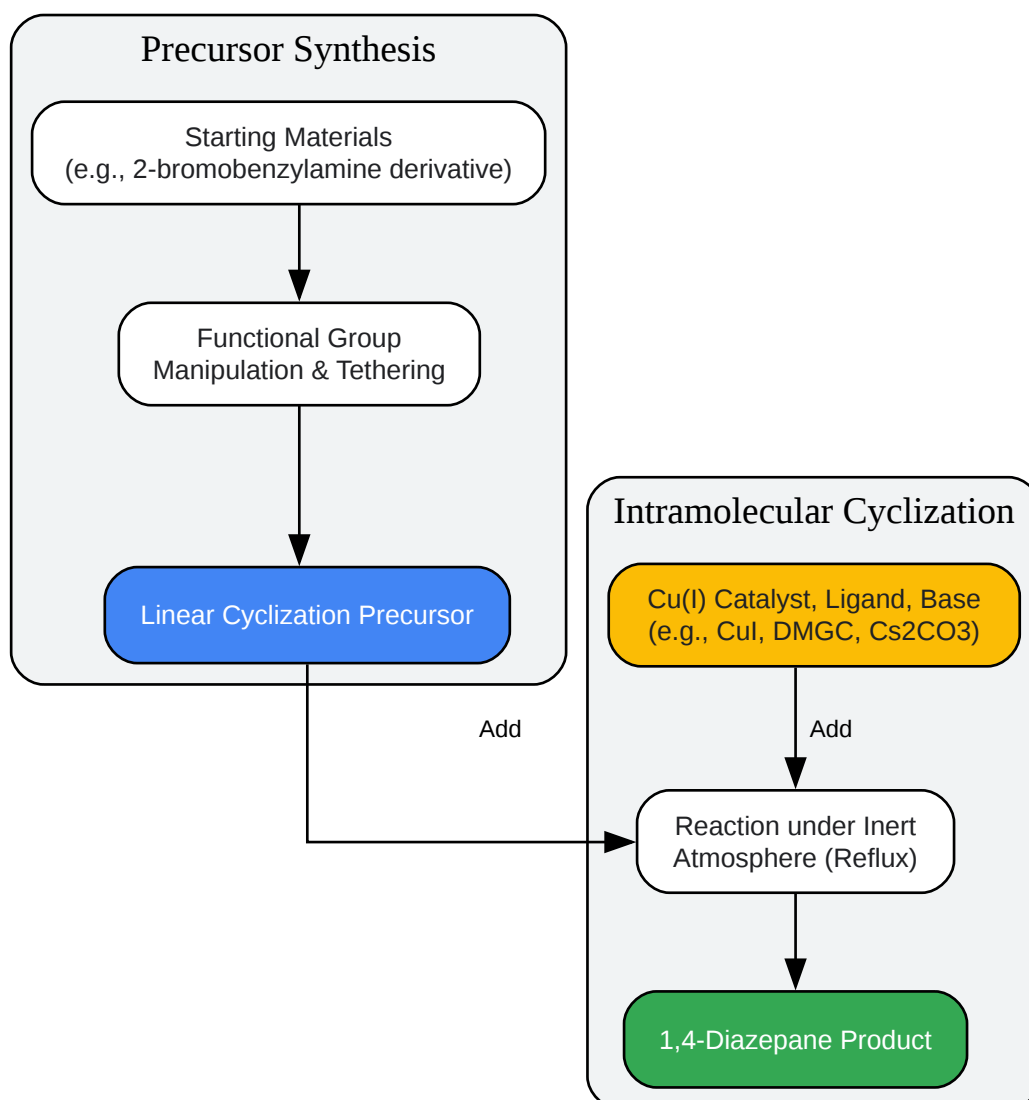 Precursor Synthesis
Starting Materials
(e.g., 2-bromobenzylamine derivative)
Functional Group
Manipulation & Tethering
Linear Cyclization Precursor
Add
Intramolecular Cyclization
Cu(I) Catalyst, Ligand, Base
(e.g., CuI, DMGC, Cs2CO3)
Add
Reaction under Inert
Atmosphere (Reflux)
1,4-Diazepane Product